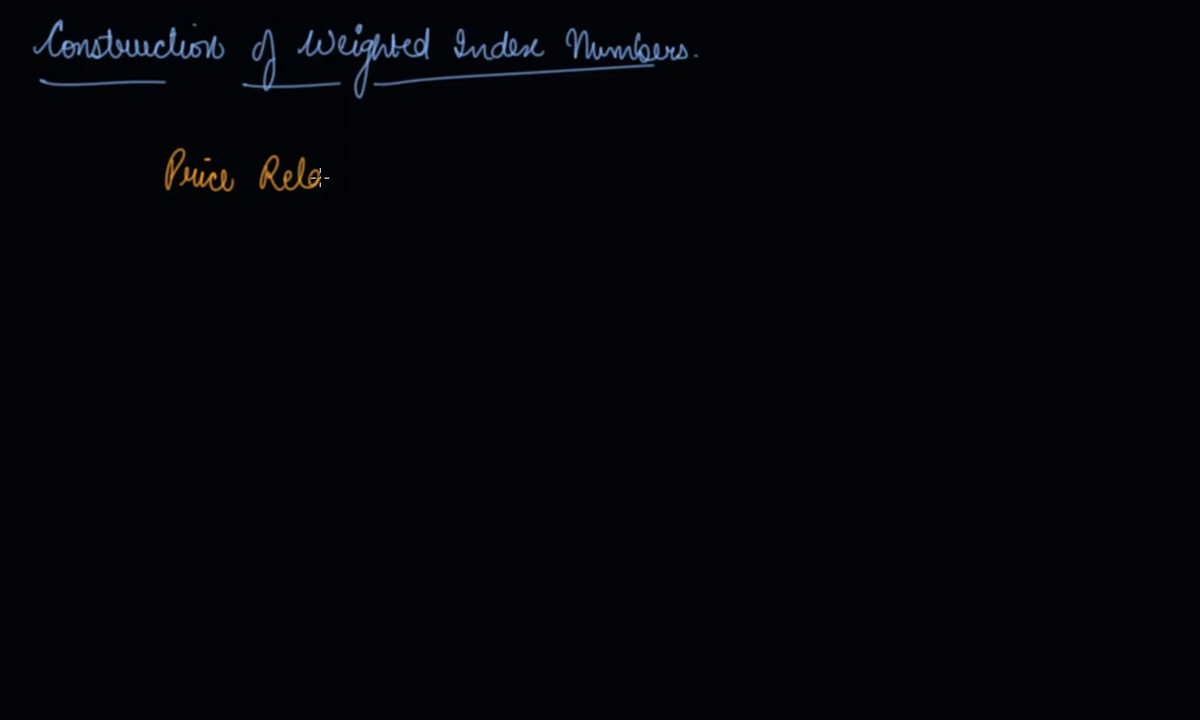 Construction of Weighted Index Numbers.
Price Rela